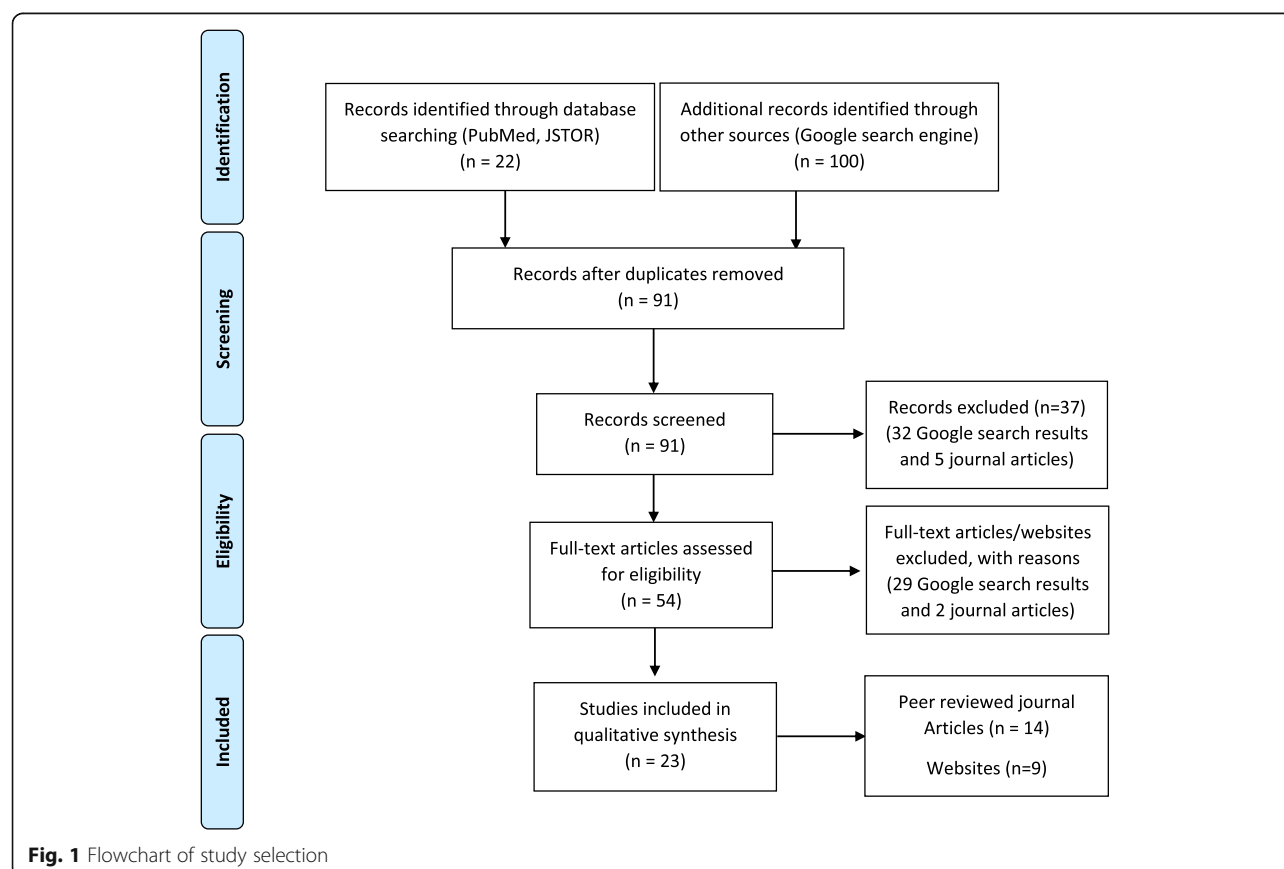 Identification
Records identified through database
searching (PubMed, JSTOR)
(n = 22)
Additional records identified through
other sources (Google search engine)
(n = 100)
Screening
Records after duplicates removed
(n = 91)
Records screened
(n = 91)
Records excluded (n=37)
(32 Google search results
and 5 journal articles)
Eligibility
Full-text articles assessed
for eligibility
(n = 54)
Full-text articles/websites
excluded, with reasons
(29 Google search results
and 2 journal articles)
Included
Studies included in
qualitative synthesis
(n = 23)
Peer reviewed journal
Articles (n = 14)
Websites (n=9)
Fig. 1 Flowchart of study selection